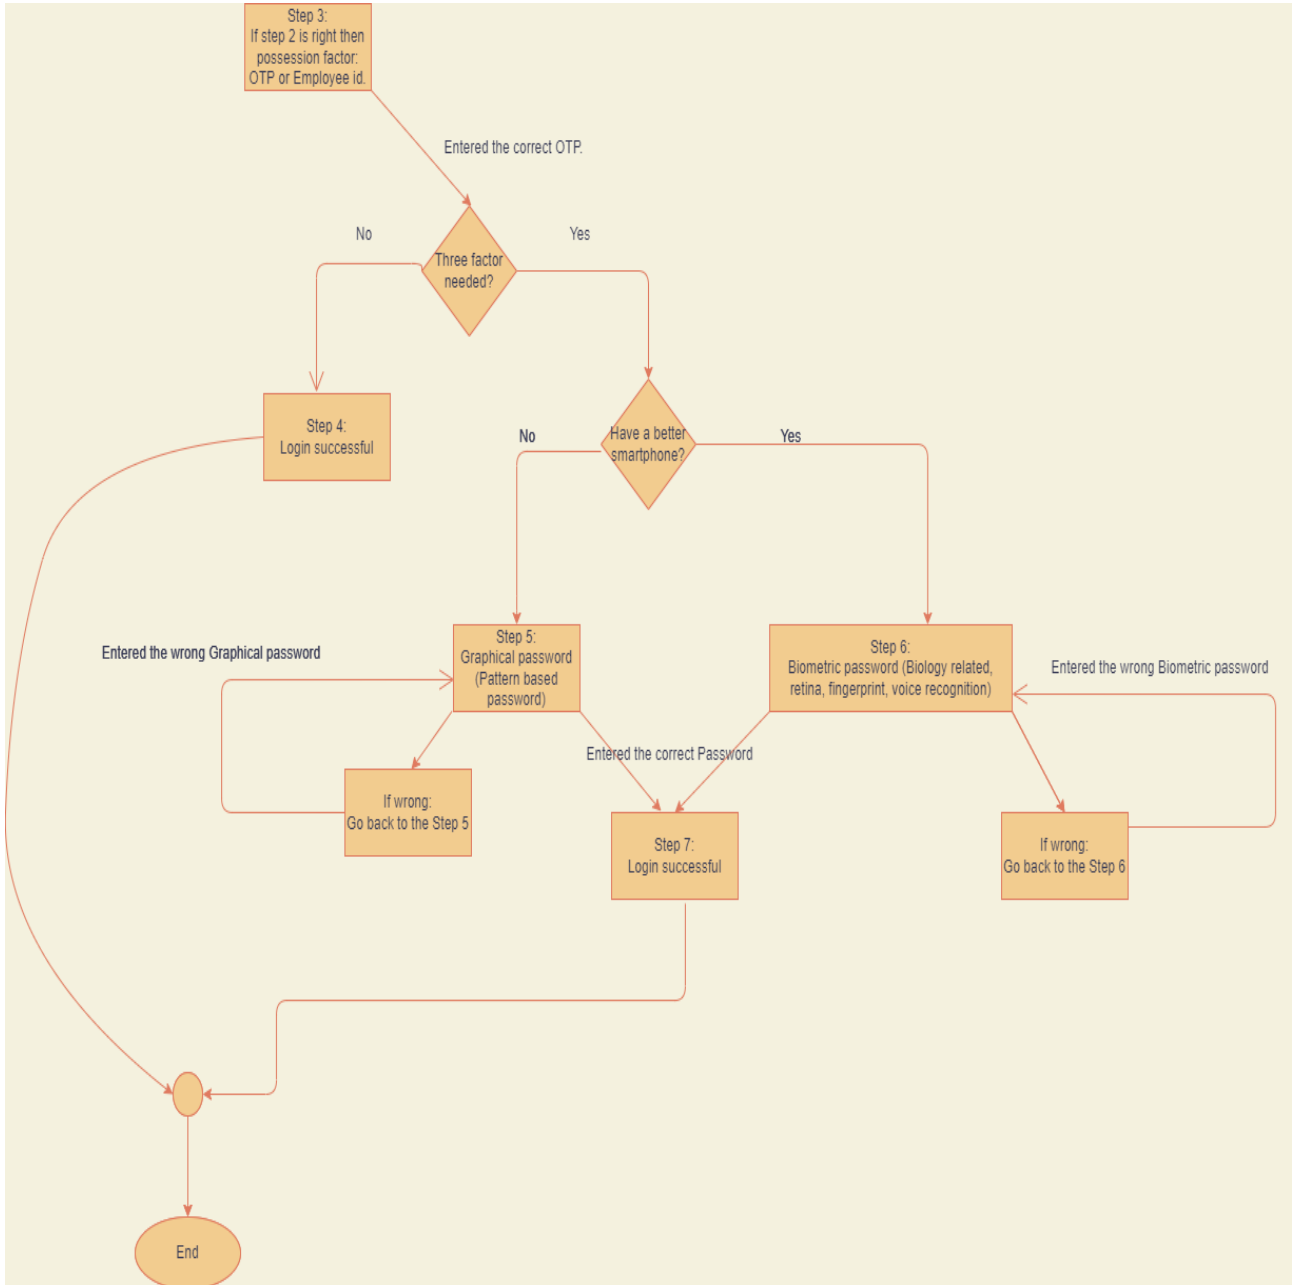 Step 3:
If step 2 is right then
possession factor:
OTP or Employee id.
Entered the correct OTP.
No
Yes
Three factor
needed?
Step 4:
Login successful
No
Have a better
smartphone?
Yes
Entered the wrong Graphical password
Step 5:
Graphical password
(Pattern based
password)
Step 6:
Biometric password (Biology related,
retina, fingerprint, voice recognition)
Entered the wrong Biometric password
Entered the correct Password
If wrong:
Go back to the Step 5
Step 7:
Login successful
If wrong:
Go back to the Step 6
End